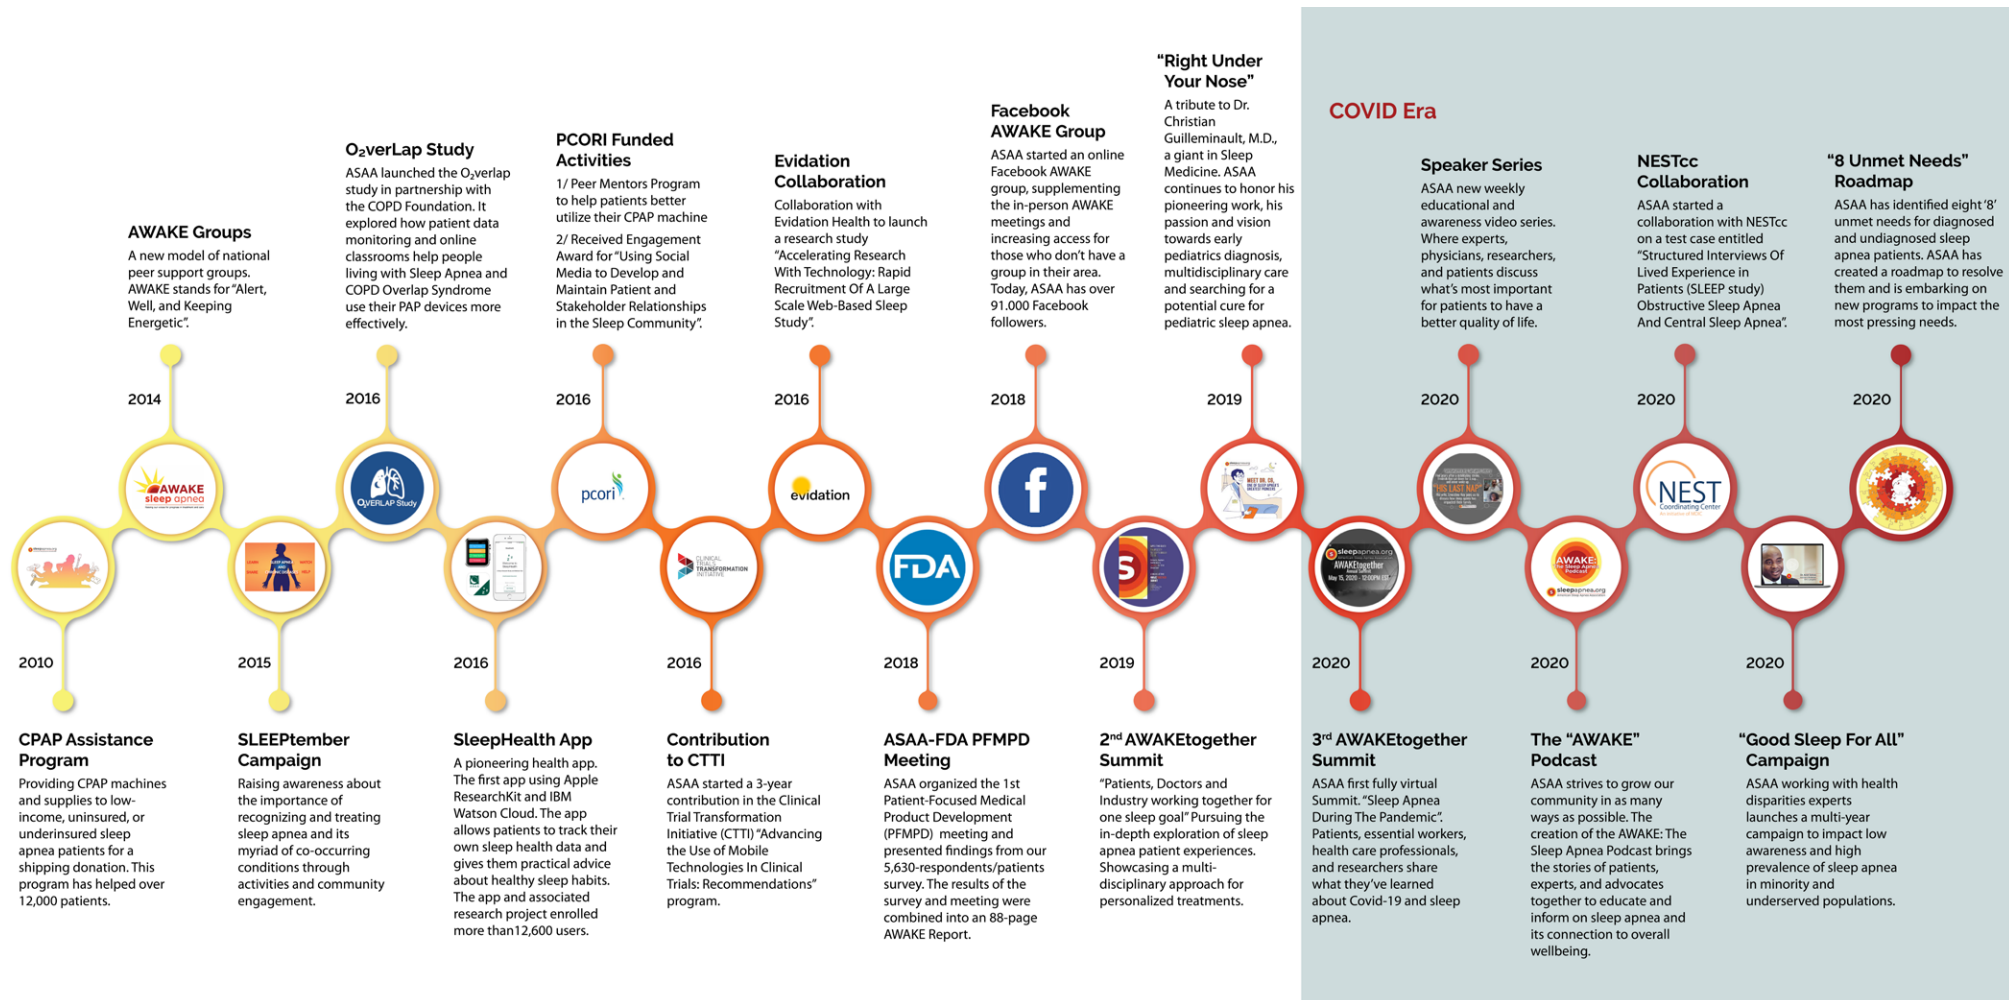 CPAP Assistance
Program
2010
Providing CPAP machines
and supplies to low-
income, uninsured, or
underinsured sleep
apnea patients for a
shipping donation. This
program has helped over
12,000 patients.
AWAKE Groups
A new model of national
peer support groups.
AWAKE stands for “Alert,
Well, and Keeping
Energetic”.
2014
AWAKE
sleep apnea
2015
SLEEPtember
Campaign
Raising awareness about
the importance of
recognizing and treating
sleep apnea and its
myriad of co-occurring
conditions through
activities and community
engagement.
O₂verLap Study
ASAA launched the O₂verlap
study in partnership with
the COPD Foundation. It
explored how patient data
monitoring and online
classrooms help people
living with Sleep Apnea and
COPD Overlap Syndrome
use their PAP devices more
effectively.
2016
O₂VERLAP Study
2016
SleepHealth App
A pioneering health app.
The first app using Apple
ResearchKit and IBM
Watson Cloud. The app
allows patients to track their
own sleep health data and
gives them practical advice
about healthy sleep habits.
The app and associated
research project enrolled
more than12,600 users.
PCORI Funded
Activities
1/ Peer Mentors Program
to help patients better
utilize their CPAP machine
2/ Received Engagement
Award for “Using Social
Media to Develop and
Maintain Patient and
Stakeholder Relationships
in the Sleep Community”.
2016
pcori
CLINICAL
TRIALS
TRANSFORMATION
INITIATIVE
2016
Contribution
to CTTI
ASAA started a 3-year
contribution in the Clinical
Trial Transformation
Initiative (CTTI) “Advancing
the Use of Mobile
Technologies In Clinical
Trials: Recommendations”
program.
Evidation
Collaboration
Collaboration with
Evidation Health to launch
a research study
“Accelerating Research
With Technology: Rapid
Recruitment Of A Large
Scale Web-Based Sleep
Study”.
2016
evidation
FDA
2018
ASAA-FDA PFMPD
Meeting
ASAA organized the 1st
Patient-Focused Medical
Product Development
(PFMPD) meeting and
presented findings from our
5,630-respondents/patients
survey. The results of the
survey and meeting were
combined into an 88-page
AWAKE Report.
Facebook
AWAKE Group
ASAA started an online
Facebook AWAKE
group, supplementing
the in-person AWAKE
meetings and
increasing access for
those who don’t have a
group in their area.
Today, ASAA has over
91.000 Facebook
followers.
2018
f
S
2019
2nd AWAKEtogether
Summit
“Patients, Doctors and
Industry working together for
one sleep goal” Pursuing the
in-depth exploration of sleep
apnea patient experiences.
Showcasing a multi-
disciplinary approach for
personalized treatments.
“Right Under
Your Nose”
A tribute to Dr.
Christian
Guilleminault, M.D.,
a giant in Sleep
Medicine. ASAA
continues to honor his
pioneering work, his
passion and vision
towards early
pediatrics diagnosis,
multidisciplinary care
and searching for a
potential cure for
pediatric sleep apnea.
2019
COVID Era
sleepapnea.org
AWAKEtogether
Annual Summit
May 15, 2020 - 12:00PM EST
2020
3rd AWAKEtogether
Summit
ASAA first fully virtual
Summit. “Sleep Apnea
During The Pandemic”.
Patients, essential workers,
health care professionals,
and researchers share
what they’ve learned
about Covid-19 and sleep
apnea.
Speaker Series
ASAA new weekly
educational and
awareness video series.
Where experts,
physicians, researchers,
and patients discuss
what’s most important
for patients to have a
better quality of life.
2020
"HIS LAST NAP"
AWAKE:
The Sleep Apnea
Podcast
sleepapnea.org
2020
The “AWAKE”
Podcast
ASAA strives to grow our
community in as many
ways as possible. The
creation of the AWAKE: The
Sleep Apnea Podcast brings
the stories of patients,
experts, and advocates
together to educate and
inform on sleep apnea and
its connection to overall
wellbeing.
NESTcc
Collaboration
ASAA started a
collaboration with NESTcc
on a test case entitled
“Structured Interviews Of
Lived Experience in
Patients (SLEEP study)
Obstructive Sleep Apnea
And Central Sleep Apnea”.
2020
NEST
Coordinating Center
2020
“Good Sleep For All”
Campaign
ASAA working with health
disparities experts
launches a multi-year
campaign to impact low
awareness and high
prevalence of sleep apnea
in minority and
underserved populations.
“8 Unmet Needs”
Roadmap
ASAA has identified eight ‘8’
unmet needs for diagnosed
and undiagnosed sleep
apnea patients. ASAA has
created a roadmap to resolve
them and is embarking on
new programs to impact the
most pressing needs.
2020